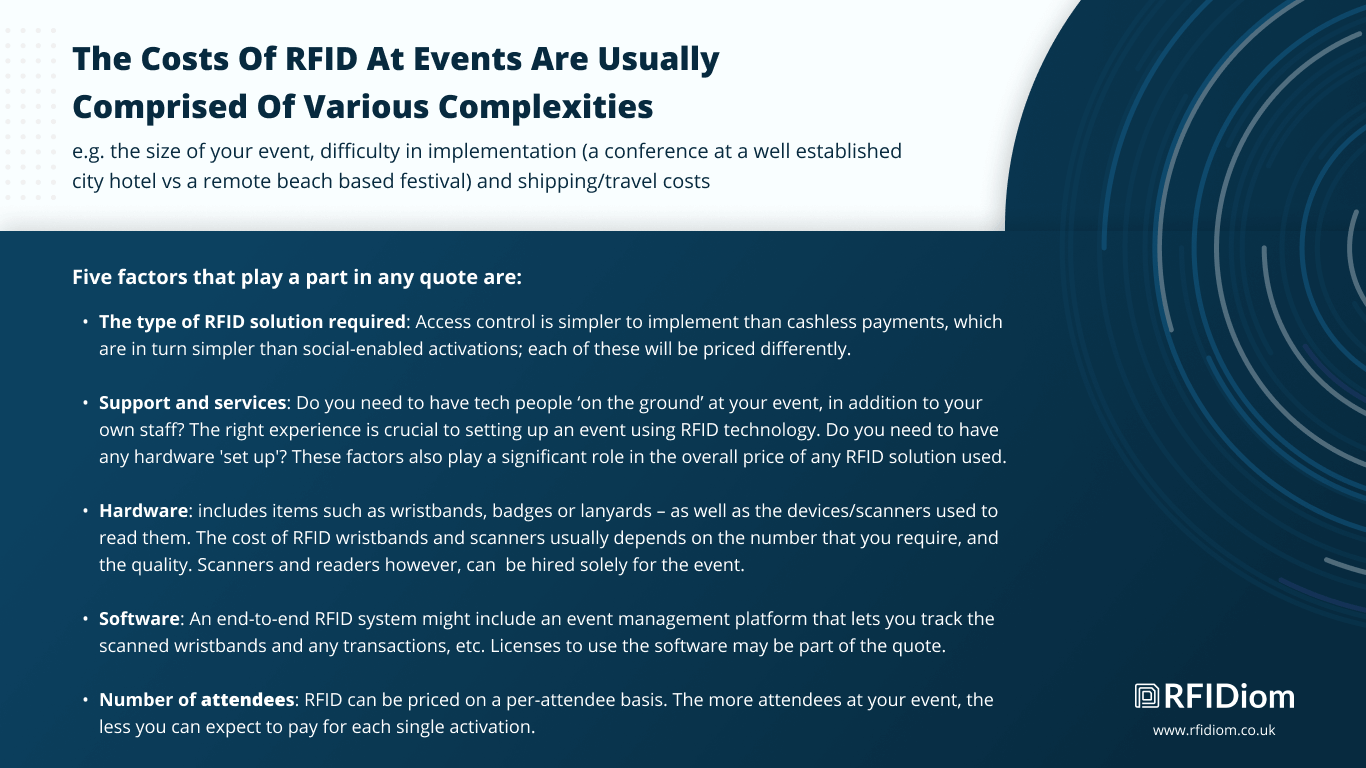 The Costs Of RFID At Events Are Usually
Comprised Of Various Complexities
e.g. the size of your event, difficulty in implementation (a conference at a well established
city hotel vs a remote beach based festival) and shipping/travel costs
Five factors that play a part in any quote are:
• The type of RFID solution required: Access control is simpler to implement than cashless payments, which
are in turn simpler than social-enabled activations; each of these will be priced differently.
• Support and services: Do you need to have tech people ‘on the ground’ at your event, in addition to your
own staff? The right experience is crucial to setting up an event using RFID technology. Do you need to have
any hardware 'set up'? These factors also play a significant role in the overall price of any RFID solution used.
• Hardware: includes items such as wristbands, badges or lanyards – as well as the devices/scanners used to
read them. The cost of RFID wristbands and scanners usually depends on the number that you require, and
the quality. Scanners and readers however, can  be hired solely for the event.
• Software: An end-to-end RFID system might include an event management platform that lets you track the
scanned wristbands and any transactions, etc. Licenses to use the software may be part of the quote.
• Number of attendees: RFID can be priced on a per-attendee basis. The more attendees at your event, the
less you can expect to pay for each single activation.
RFIDiom
www.rfidiom.co.uk